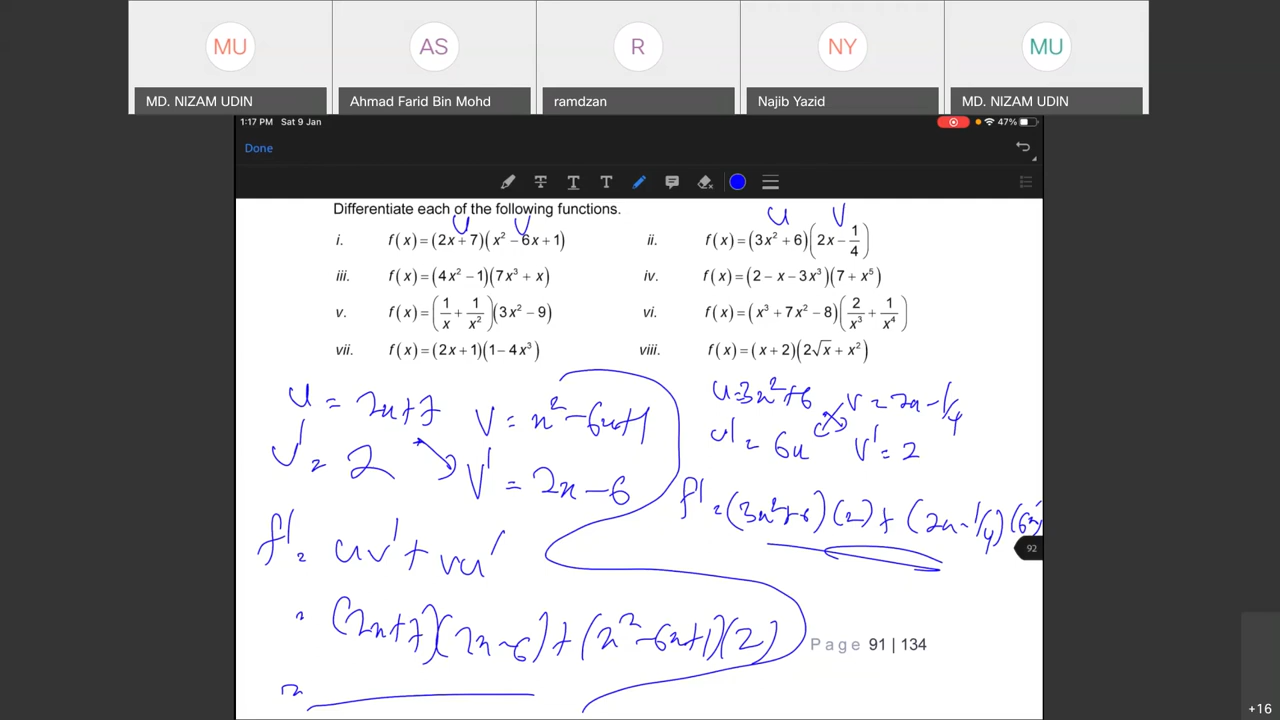 MU AS R NY MU
MD. NIZAM UDIN Ahmad Farid Bin Mohd ramdzan Najib Yazid MD. NIZAM UDIN
1:17 PM Sat 9 Jan 47%
Done
T T T
Differentiate each of the following functions.
u v u v
i. f(x)=(2x+7)(x²−6x+1) ii. f(x)=(3x²+6)(2x−1/4)
iii. f(x)=(4x²−1)(7x³+x) iv. f(x)=(2−x−3x³)(7+x⁵)
v. f(x)=(1/x+1/x²)(3x²−9) vi. f(x)=(x³+7x²−8)(2/x³+1/x⁴)
vii. f(x)=(2x+1)(1−4x³) viii. f(x)=(x+2)(2√x+x²)
u = 2x+7 v = x²−6x+1
u' = 2 v' = 2x−6
f' = uv' + vu'
= (2x+7)(2x−6)+(x²−6x+1)(2)
=
u=3x²+6 v=2x−1/4
u'= 6x v'=2
f'=(3x²+6)(2)+(2x−1/4)(6x)
92
Page 91 | 134
+16